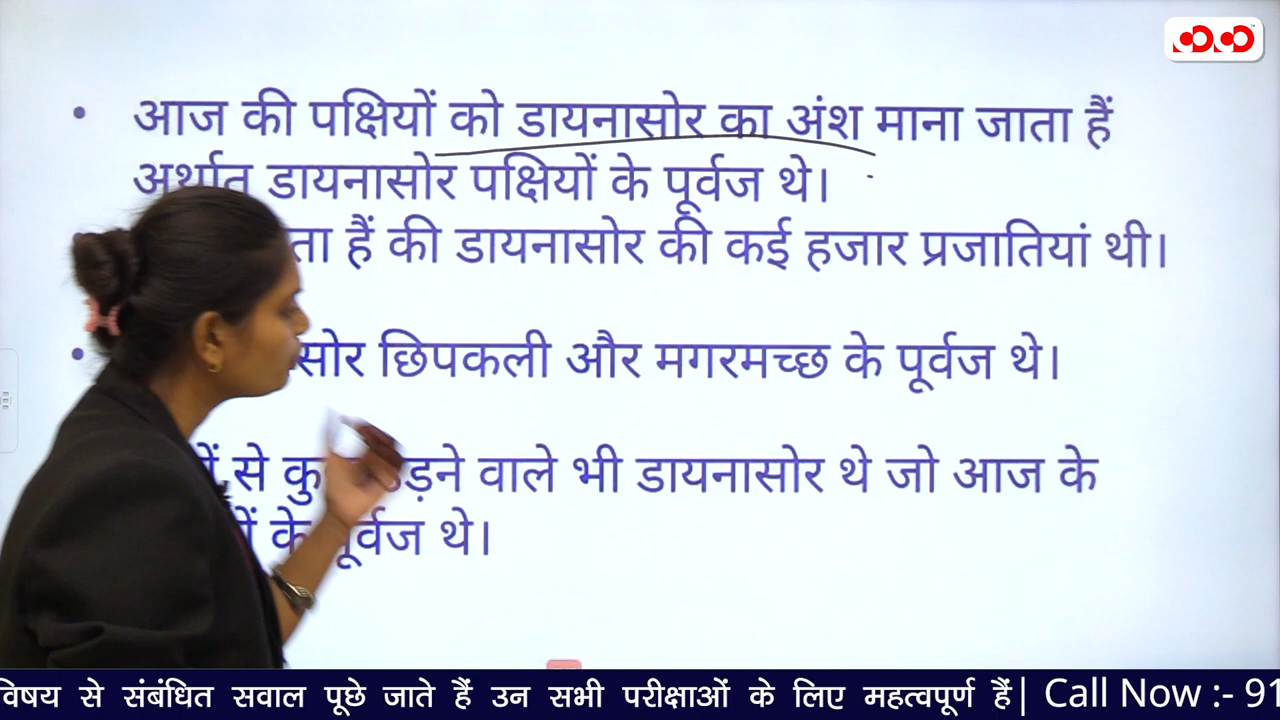 आज की पक्षियों को डायनासोर का अंश माना जाता हैं
अर्थात डायनासोर पक्षियों के पूर्वज थे।
हैं की डायनासोर की कई हजार प्रजातियां थी।
छिपकली और मगरमच्छ के पूर्वज थे।
से वाले भी डायनासोर थे जो आज के
के पूर्वज थे।
विषय से संबंधित सवाल पूछे जाते हैं उन सभी परीक्षाओं के लिए महत्वपूर्ण हैं| Call Now :- 91